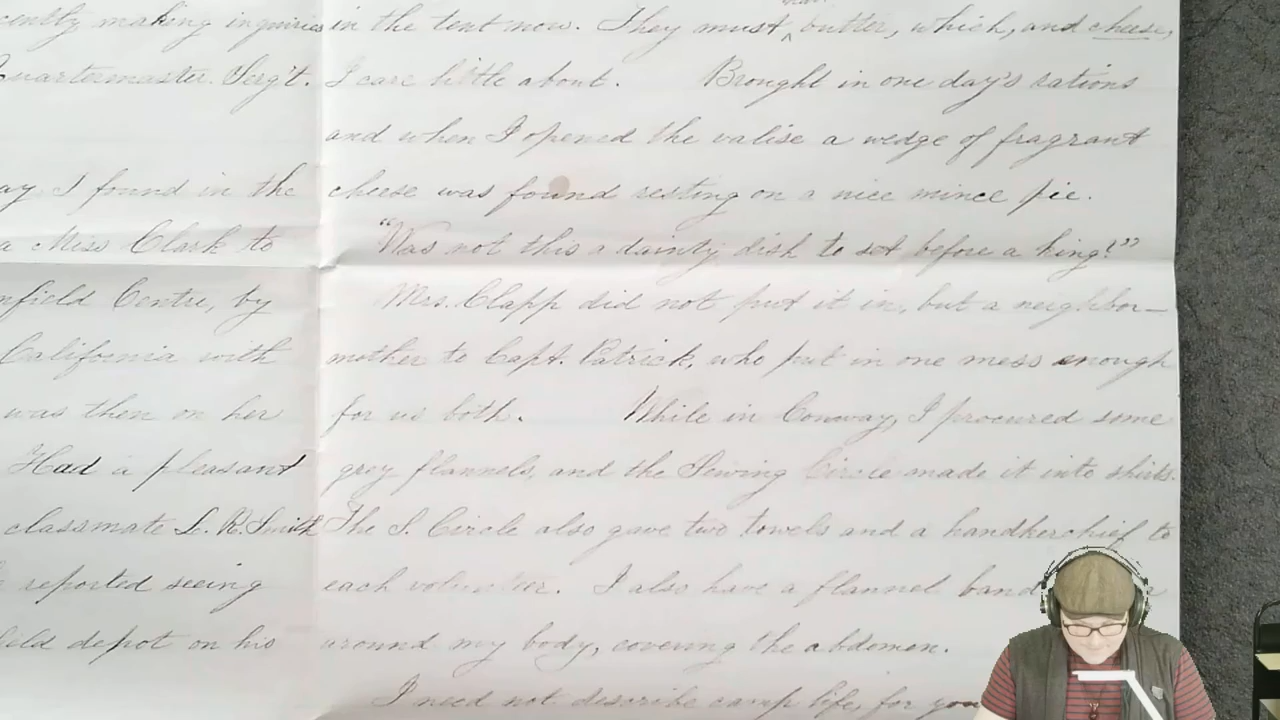 ently making inquiries
Quartermaster. Serg't.
ay I found in the
a Miss Clark to
nfield Centre, by
California with
was then on her
Had a pleasant
classmate L. R. Smith
reported seeing
ield depot on his
in the tent now. They must butter, which, and cheese,
I care little about. Brought in one day's rations
and when I opened the valise a wedge of fragrant
cheese was found resting on a nice mince pie.
"Was not this a dainty dish to set before a king?"
Mrs. Clapp did not put it in, but a neighbor—
mother to Capt. Patrick, who put in one mess enough
for us both. While in Conway, I procured some
grey flannels, and the Sewing Circle made it into shirts.
The S. Circle also gave two towels and a handkerchief to
each volunteer. I also have a flannel band
around my body, covering the abdomen.
I need not describe camp life, for you